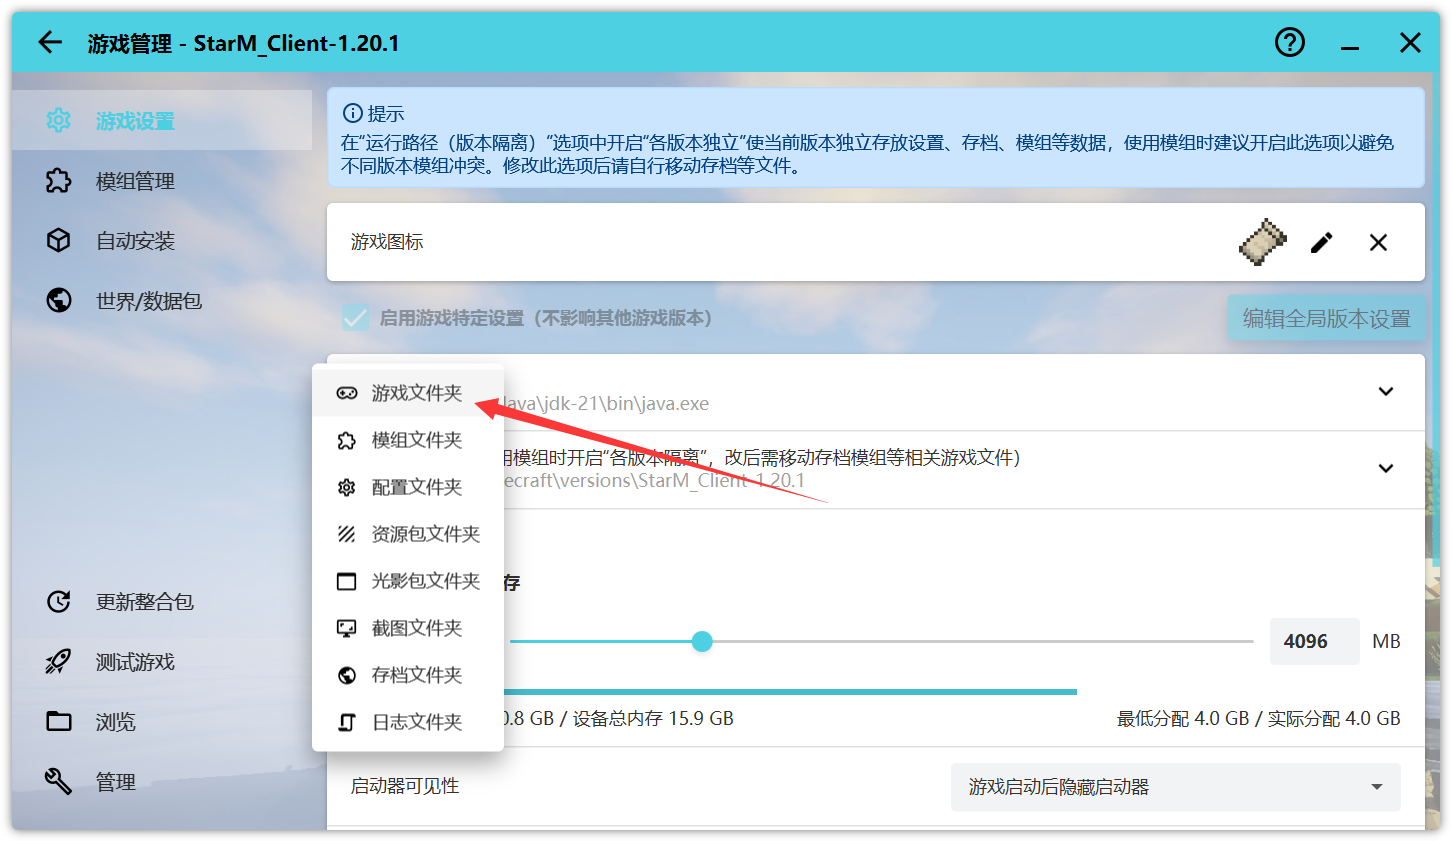 游戏管理 - StarM_Client-1.20.1
游戏设置
模组管理
自动安装
世界/数据包
更新整合包
测试游戏
浏览
管理
提示
在“运行路径（版本隔离）“选项中开启“各版本独立”使当前版本独立存放设置、存档、模组等数据，使用模组时建议开启此选项以避免
不同版本模组冲突。修改此选项后请自行移动存档等文件。
游戏图标
启用游戏特定设置（不影响其他游戏版本）
编辑全局版本设置
游戏文件夹
模组文件夹
配置文件夹
资源包文件夹
光影包文件夹
截图文件夹
存档文件夹
日志文件夹
Java\jdk-21\bin\java.exe
用模组时开启“各版本隔离”，改后需移动存档模组等相关游戏文件）
ecraft\versions\StarM_Client-1.20.1
存
4096 MB
0.8 GB / 设备总内存 15.9 GB
最低分配 4.0 GB / 实际分配 4.0 GB
启动器可见性
游戏启动后隐藏启动器